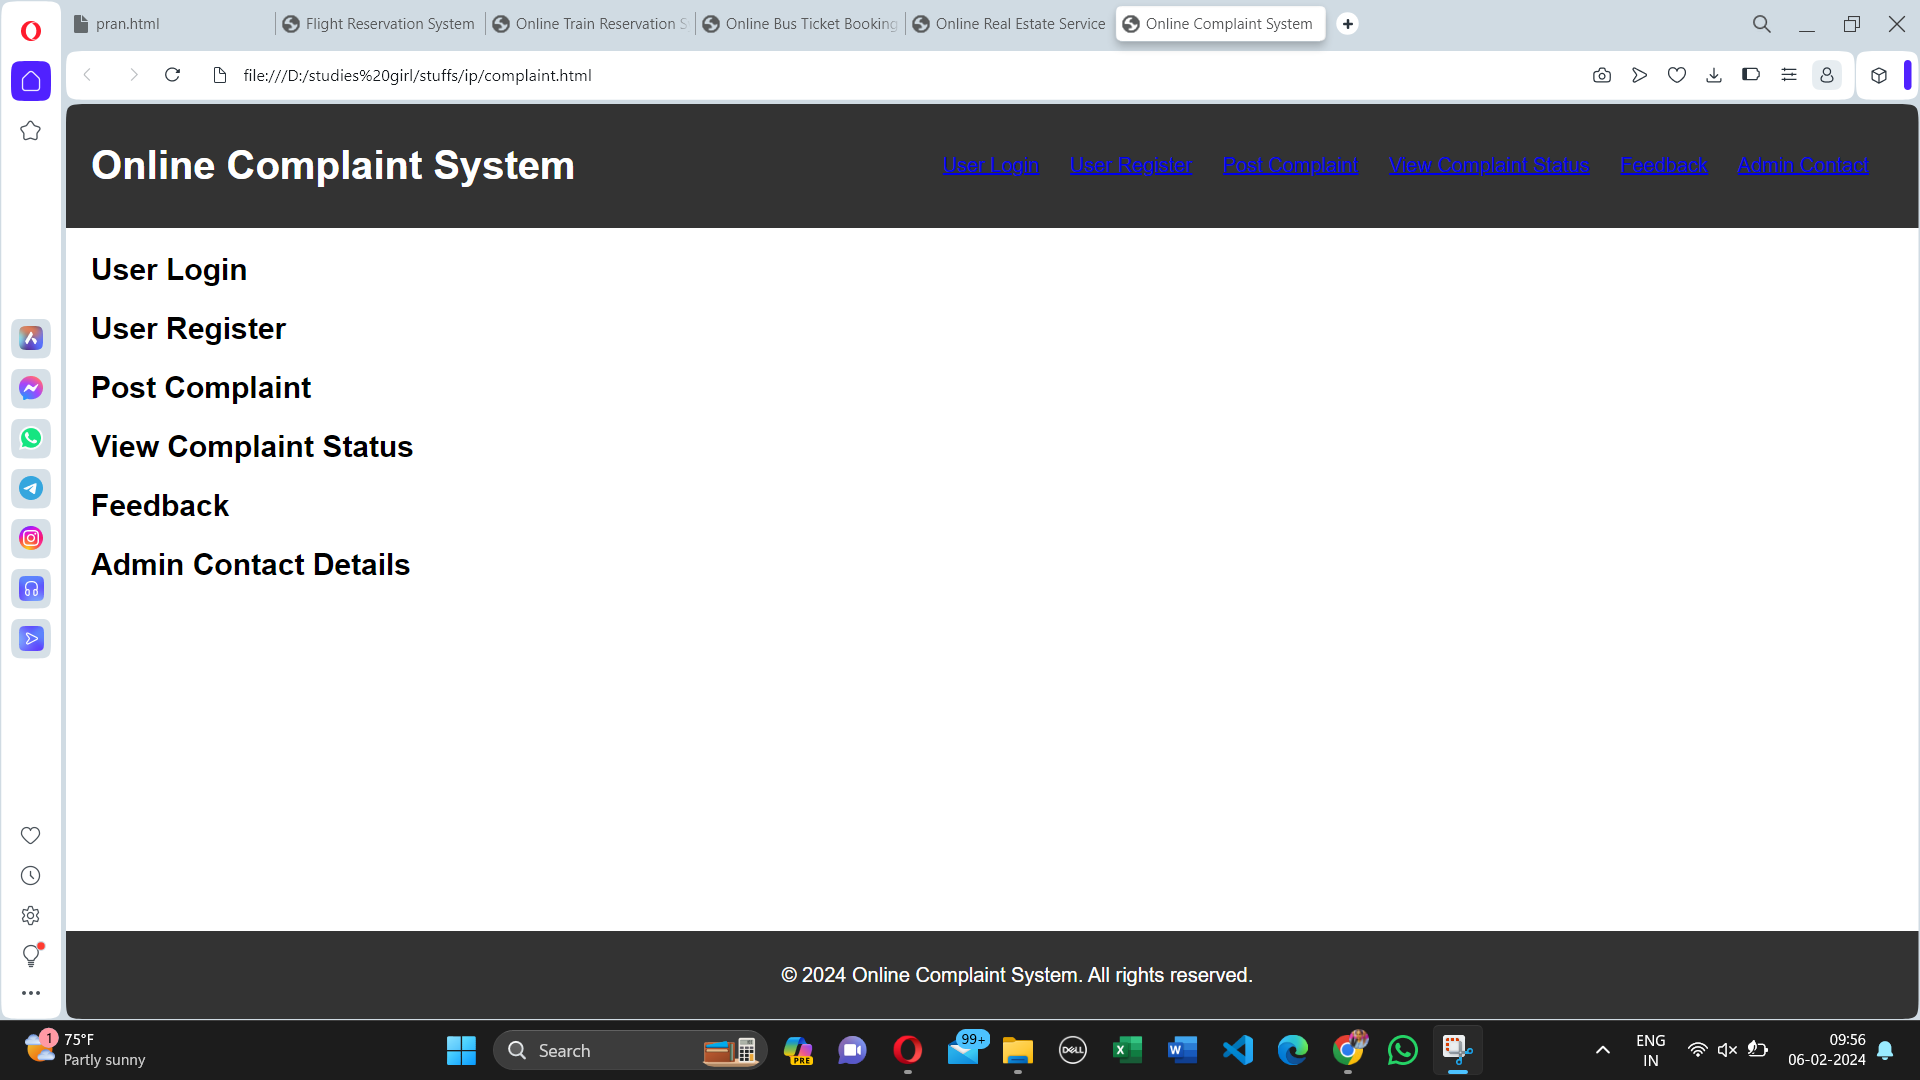 pran.html
Flight Reservation System
Online Train Reservation S
Online Bus Ticket Booking
Online Real Estate Service
Online Complaint System
file:///D:/studies%20girl/stuffs/ip/complaint.html
Online Complaint System
User Login
User Register
Post Complaint
View Complaint Status
Feedback
Admin Contact
User Login
User Register
Post Complaint
View Complaint Status
Feedback
Admin Contact Details
© 2024 Online Complaint System. All rights reserved.
1
75°F
Partly sunny
Search
PRE
99+
DELL
ENG
IN
09:56
06-02-2024